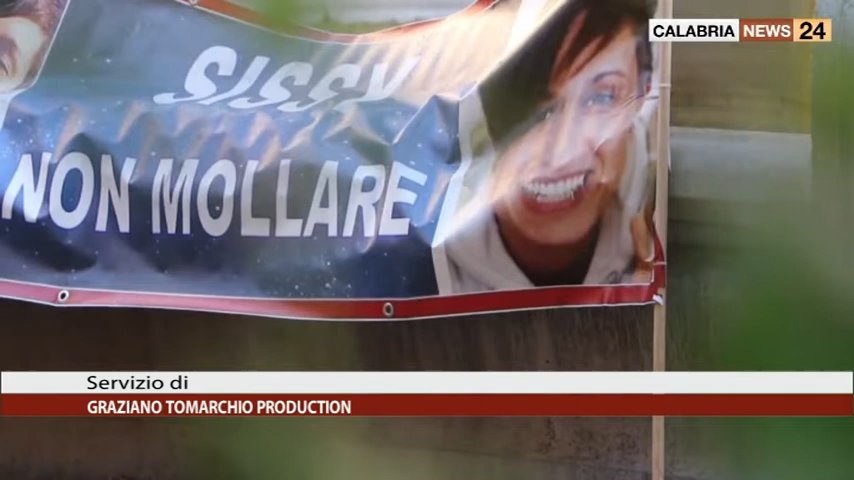 CALABRIA NEWS 24
SISSY
NON MOLLARE
Servizio di
GRAZIANO TOMARCHIO PRODUCTION